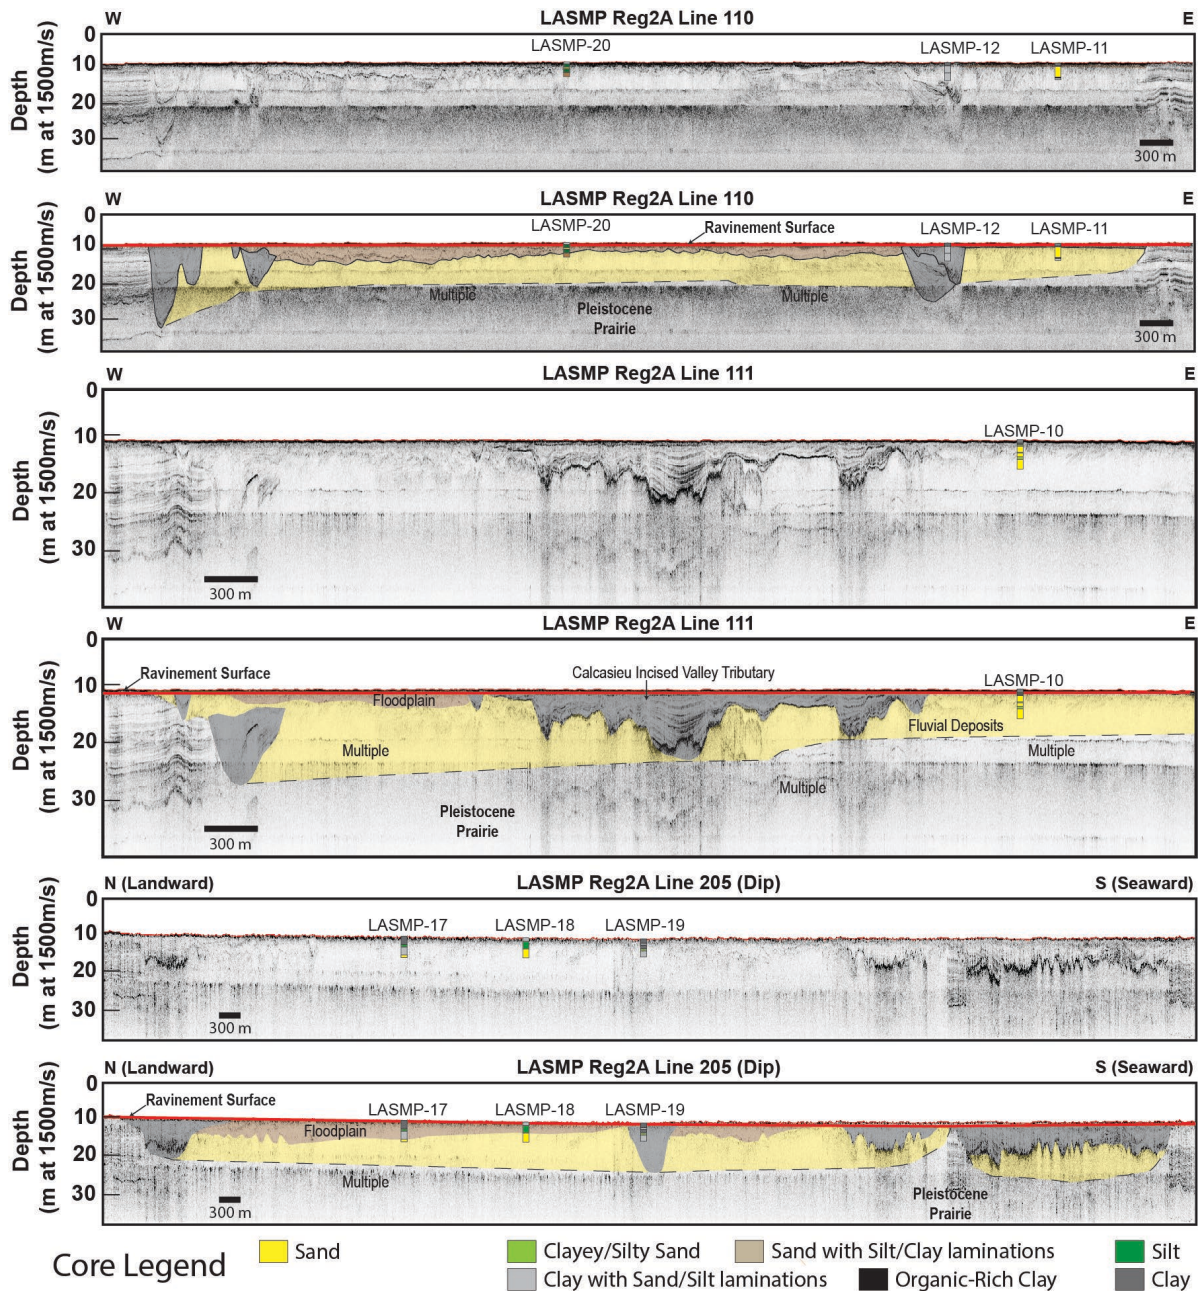 LASMP Reg2A Line 110
W
E
LASMP-20
LASMP-12
LASMP-11
0
10
20
30
Depth
(m at 1500m/s)
300 m
LASMP Reg2A Line 110
W
E
LASMP-20
Ravinement Surface
LASMP-12
LASMP-11
0
10
20
30
Depth
(m at 1500m/s)
Multiple
Multiple
Pleistocene
Prairie
300 m
LASMP Reg2A Line 111
W
E
LASMP-10
0
10
20
30
Depth
(m at 1500m/s)
300 m
LASMP Reg2A Line 111
W
E
Ravinement Surface
Calcasieu Incised Valley Tributary
LASMP-10
0
10
20
30
Depth
(m at 1500m/s)
Floodplain
Fluvial Deposits
Multiple
Multiple
Multiple
Pleistocene
Prairie
300 m
N (Landward)
LASMP Reg2A Line 205 (Dip)
S (Seaward)
LASMP-17
LASMP-18
LASMP-19
0
10
20
30
Depth
(m at 1500m/s)
300 m
N (Landward)
LASMP Reg2A Line 205 (Dip)
S (Seaward)
Ravinement Surface
LASMP-17
LASMP-18
LASMP-19
0
10
20
30
Depth
(m at 1500m/s)
Floodplain
Multiple
Pleistocene
Prairie
300 m
Core Legend
Sand
Clayey/Silty Sand
Sand with Silt/Clay laminations
Silt
Clay with Sand/Silt laminations
Organic-Rich Clay
Clay